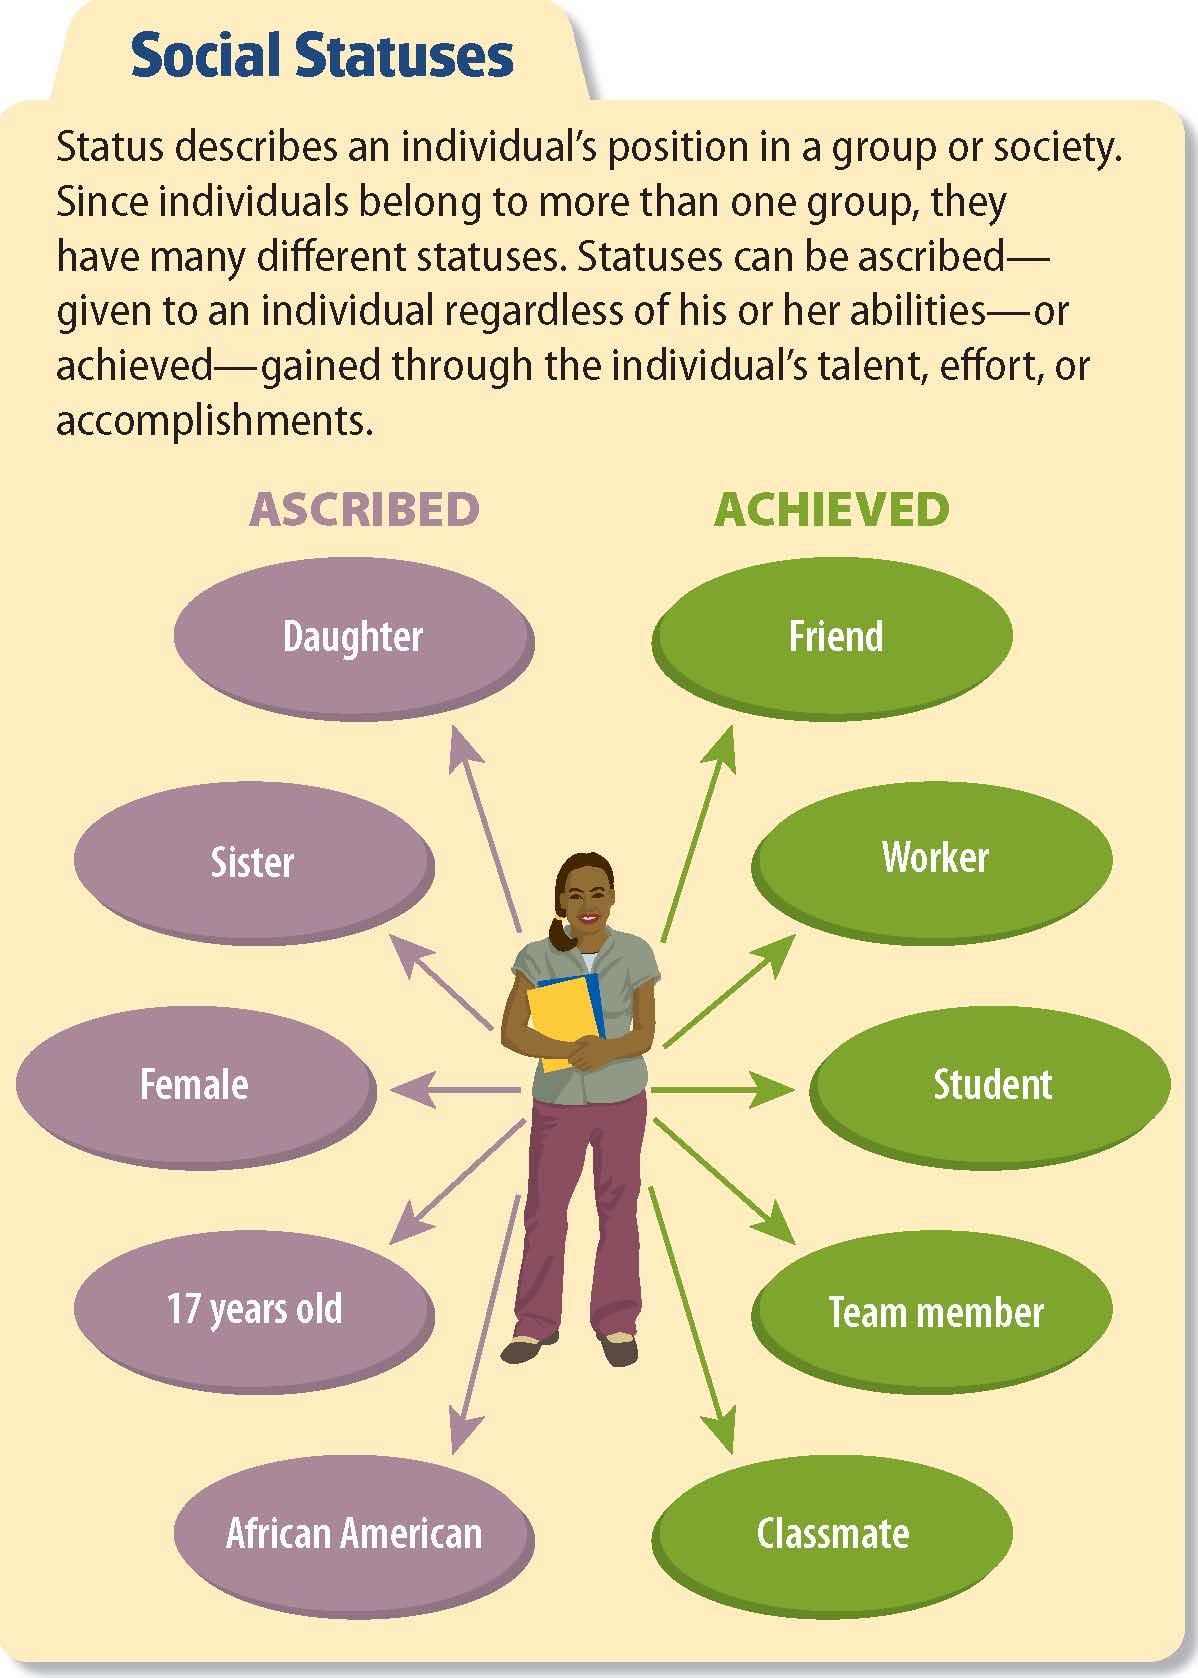 Social Statuses
Status describes an individual’s position in a group or society.
Since individuals belong to more than one group, they
have many different statuses. Statuses can be ascribed—
given to an individual regardless of his or her abilities—or
achieved—gained through the individual’s talent, effort, or
accomplishments.
ASCRIBED
Daughter
Sister
Female
17 years old
African American
ACHIEVED
Friend
Worker
Student
Team member
Classmate